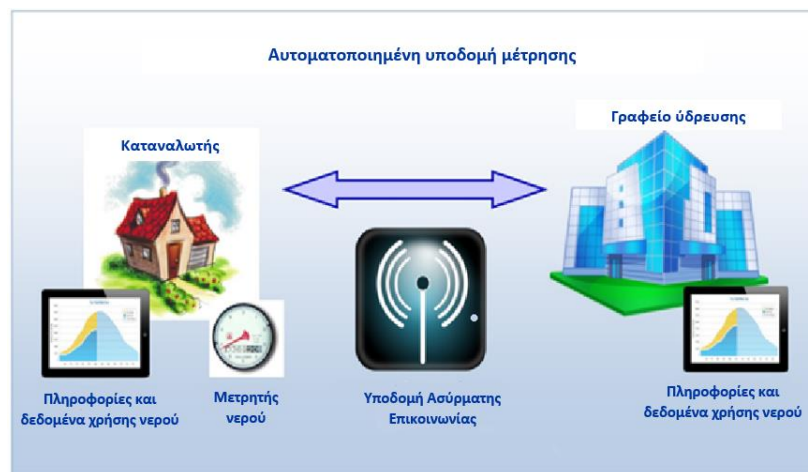 Αυτοματοποιημένη υποδομή μέτρησης
Γραφείο ύδρευσης
Καταναλωτής
Πληροφορίες και
δεδομένα χρήσης νερού
Μετρητής
νερού
Υποδομή Ασύρματης
Επικοινωνίας
Πληροφορίες και
δεδομένα χρήσης νερού